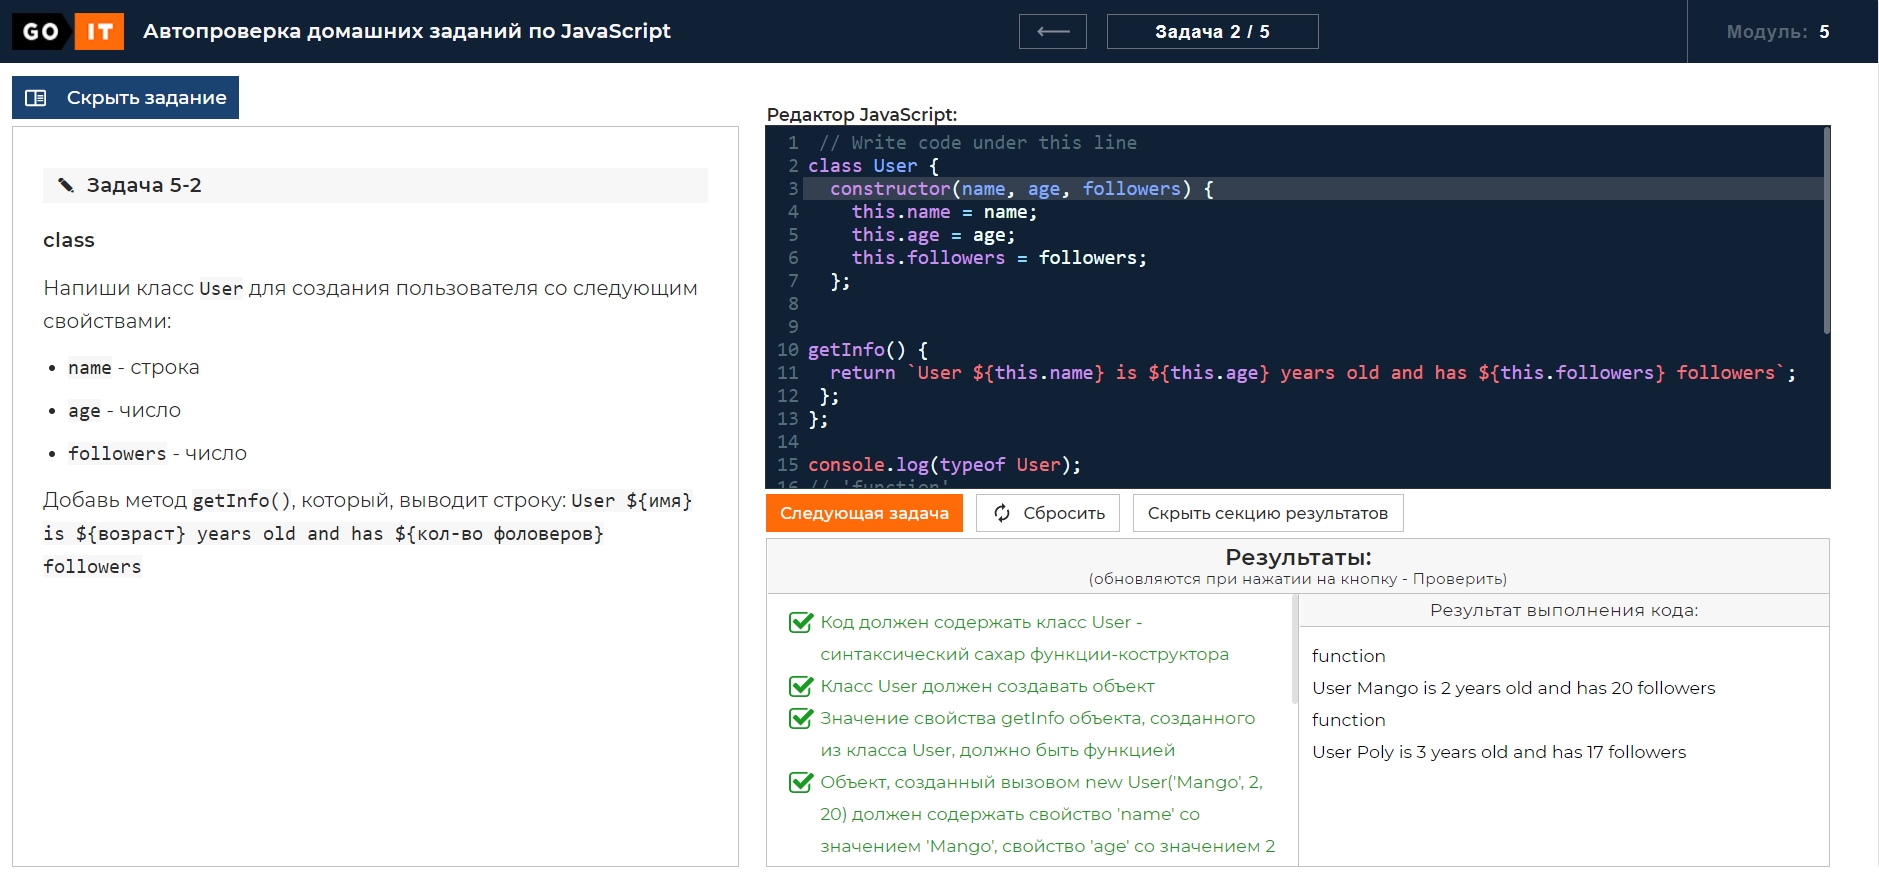 GO IT Автопроверка домашних заданий по JavaScript
Задача 2 / 5
Модуль: 5
Скрыть задание
Задача 5-2
class
Напиши класс User для создания пользователя со следующим
свойствами:
• name - строка
• age - число
• followers - число
Добавь метод getInfo(), который, выводит строку: User ${имя}
is ${возраст} years old and has ${кол-во фоловеров}
followers
Редактор JavaScript:
1 // Write code under this line
2 class User {
3 constructor(name, age, followers) {
4 this.name = name;
5 this.age = age;
6 this.followers = followers;
7 };
8
9
10 getInfo() {
11 return `User ${this.name} is ${this.age} years old and has ${this.followers} followers`;
12 };
13 };
14
15 console.log(typeof User);
16 // 'function'
Следующая задача
Сбросить
Скрыть секцию результатов
Результаты:
(обновляются при нажатии на кнопку - Проверить)
Код должен содержать класс User -
синтаксический сахар функции-коструктора
Класс User должен создавать объект
Значение свойства getInfo объекта, созданного
из класса User, должно быть функцией
Объект, созданный вызовом new User('Mango', 2,
20) должен содержать свойство 'name' со
значением 'Mango', свойство 'age' со значением 2
Результат выполнения кода:
function
User Mango is 2 years old and has 20 followers
function
User Poly is 3 years old and has 17 followers